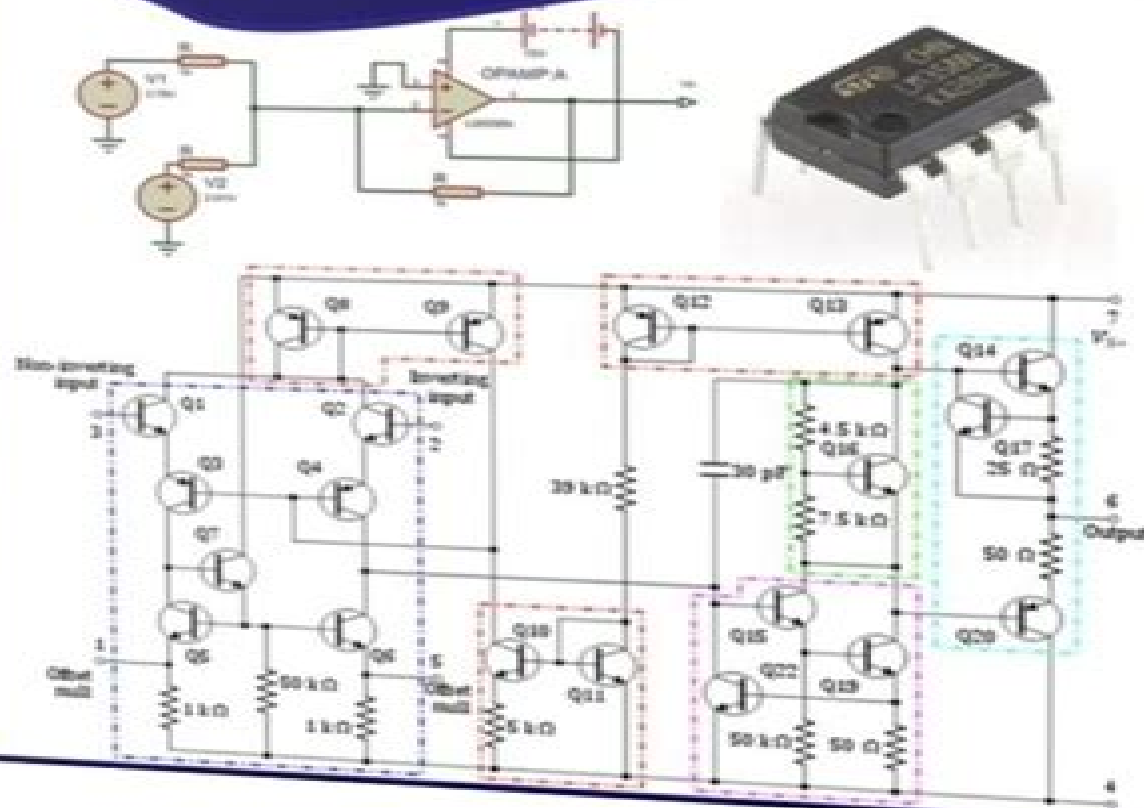 V1
V2
OPAMP:A
Q8
Q9
Q12
Q13
V
Q14
Non-inverting
input
Inverting
input
Q1
Q2
3
2
4.5 kΩ
Q16
Q17
25 Ω
Q3
Q4
39 kΩ
30 pF
7.5 kΩ
6
Output
Q7
50 Ω
Q10
Q15
Q20
Q5
Q6
1
5
Q22
Q19
Offset
null
50 kΩ
Offset
null
Q11
1 kΩ
1 kΩ
5 kΩ
50 kΩ
50 Ω
4